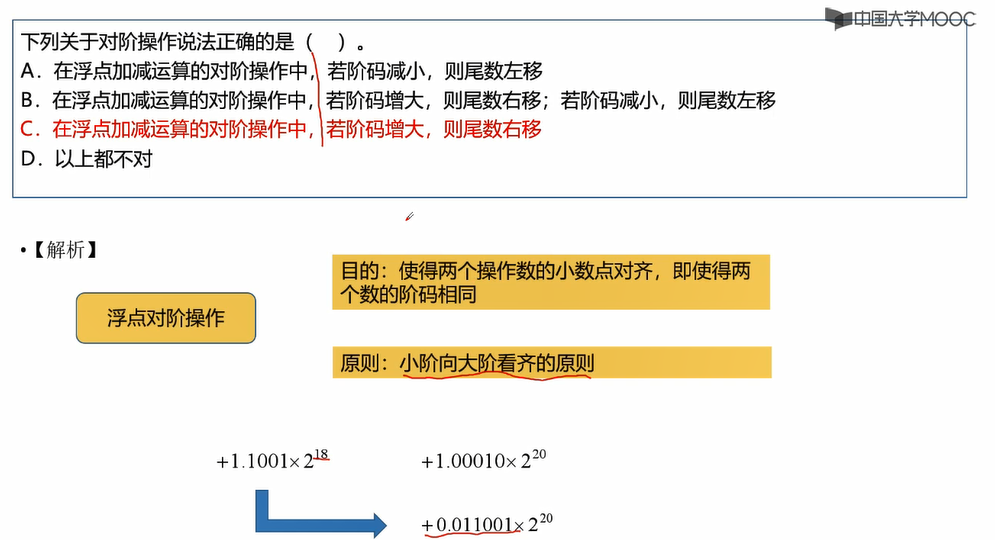 中国大学MOOC
下列关于对阶操作说法正确的是（ ）。
A．在浮点加减运算的对阶操作中，若阶码减小，则尾数左移
B．在浮点加减运算的对阶操作中，若阶码增大，则尾数右移；若阶码减小，则尾数左移
C．在浮点加减运算的对阶操作中，若阶码增大，则尾数右移
D．以上都不对
•【解析】
目的：使得两个操作数的小数点对齐，即使得两
个数的阶码相同
浮点对阶操作
原则：小阶向大阶看齐的原则
+1.1001×2^18 +1.00010×2^20
+0.011001×2^20